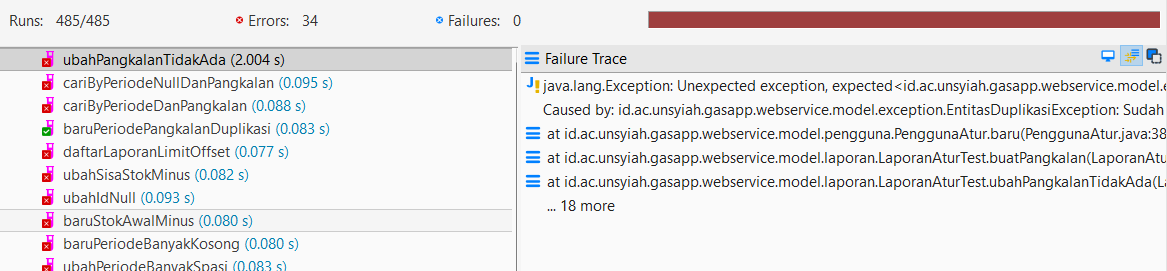 Runs: 485/485 Errors: 34 Failures: 0
ubahPangkalanTidakAda (2.004 s)
cariByPeriodeNullDanPangkalan (0.095 s)
cariByPeriodeDanPangkalan (0.088 s)
baruPeriodePangkalanDuplikasi (0.083 s)
daftarLaporanLimitOffset (0.077 s)
ubahSisaStokMinus (0.082 s)
ubahIdNull (0.093 s)
baruStokAwalMinus (0.080 s)
baruPeriodeBanyakKosong (0.080 s)
ubahPeriodeBanyakSpasi (0.083 s)
Failure Trace
java.lang.Exception: Unexpected exception, expected<id.ac.unsyiah.gasapp.webservice.model.e
Caused by: id.ac.unsyiah.gasapp.webservice.model.exception.EntitasDuplikasiException: Sudah
at id.ac.unsyiah.gasapp.webservice.model.pengguna.PenggunaAtur.baru(PenggunaAtur.java:38
at id.ac.unsyiah.gasapp.webservice.model.laporan.LaporanAturTest.buatPangkalan(LaporanAtu
at id.ac.unsyiah.gasapp.webservice.model.laporan.LaporanAturTest.ubahPangkalanTidakAda(La
... 18 more